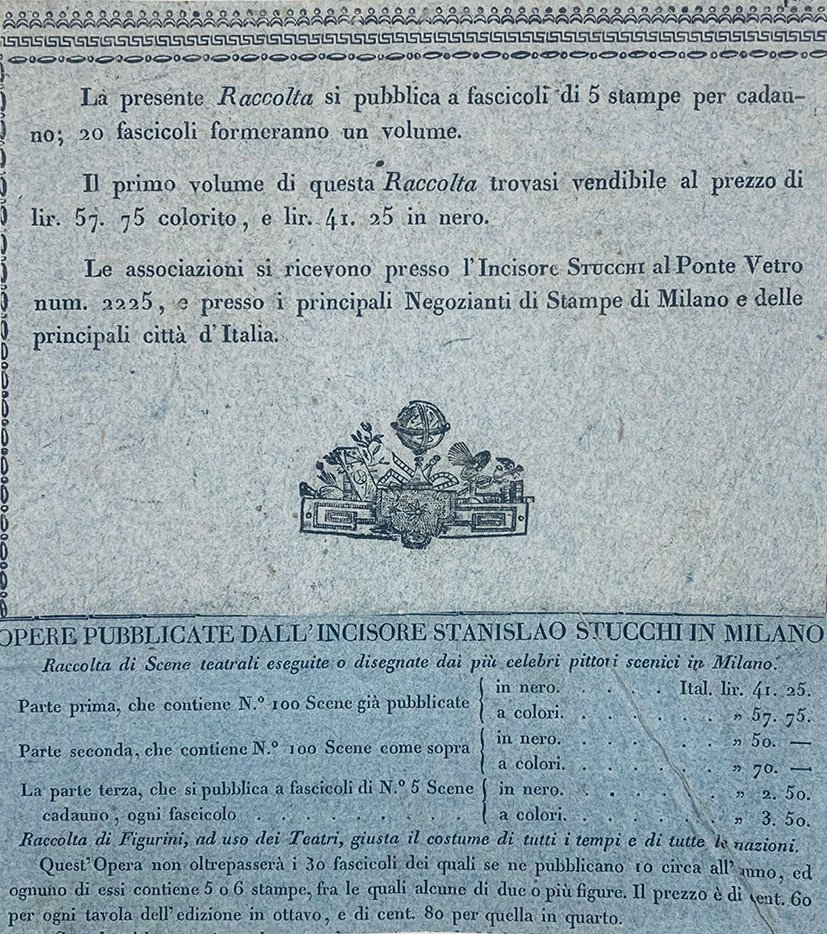 La presente Raccolta si pubblica a fascicoli di 5 stampe per cadau-
no; 20 fascicoli formeranno un volume.
Il primo volume di questa Raccolta trovasi vendibile al prezzo di
lir. 57. 75 colorito, e lir. 41. 25 in nero.
Le associazioni si ricevono presso l'Incisore STUCCHI al Ponte Vetro
num. 2225, e presso i principali Negozianti di Stampe di Milano e delle
principali città d'Italia.
OPERE PUBBLICATE DALL'INCISORE STANISLAO STUCCHI IN MILANO
Raccolta di Scene teatrali eseguite o disegnate dai più celebri pittori scenici in Milano.
Parte prima, che contiene N.º 100 Scene già pubblicate { in nero. . . . . Ital. lir. 41. 25.
a colori. . . . . . „ 57. 75.
Parte seconda, che contiene N.º 100 Scene come sopra { in nero. . . . . . „ 50. —
a colori. . . . . . „ 70. —
La parte terza, che si pubblica a fascicoli di N.º 5 Scene { in nero. . . . . . „ 2. 50.
cadauno, ogni fascicolo . . . . . . . a colori. . . . . . „ 3. 50.
Raccolta di Figurini, ad uso dei Teatri, giusta il costume di tutti i tempi e di tutte le nazioni.
Quest'Opera non oltrepasserà i 30 fascicoli dei quali se ne pubblicano 10 circa all'anno, ed
ognuno di essi contiene 5 o 6 stampe, fra le quali alcune di due o più figure. Il prezzo è di cent. 60
per ogni tavola dell'edizione in ottavo, e di cent. 80 per quella in quarto.